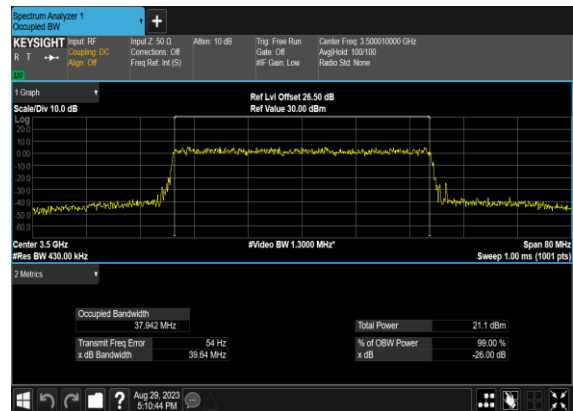 Spectrum Analyzer 1
Occupied BW
KEYSIGHT
R T
LW
Input: RF
Coupling: DC
Align: Off
Input Z: 50 Ω
Corrections: Off
Freq Ref: Int (S)
Atten: 10 dB
Trig: Free Run
Gate: Off
#IF Gain: Low
Center Freq: 3.500010000 GHz
Avg|Hold: 100/100
Radio Std: None
1 Graph
Scale/Div 10.0 dB
Ref Lvl Offset 26.50 dB
Ref Value 30.00 dBm
Log
20.0
10.0
0.00
-10.0
-20.0
-30.0
-40.0
-50.0
-60.0
Center 3.5 GHz
#Res BW 430.00 kHz
#Video BW 1.3000 MHz*
Span 80 MHz
Sweep 1.00 ms (1001 pts)
2 Metrics
Occupied Bandwidth
37.942 MHz
Transmit Freq Error 54 Hz
x dB Bandwidth 39.64 MHz
Total Power 21.1 dBm
% of OBW Power 99.00 %
x dB -26.00 dB
?
Aug 29, 2023
5:10:44 PM